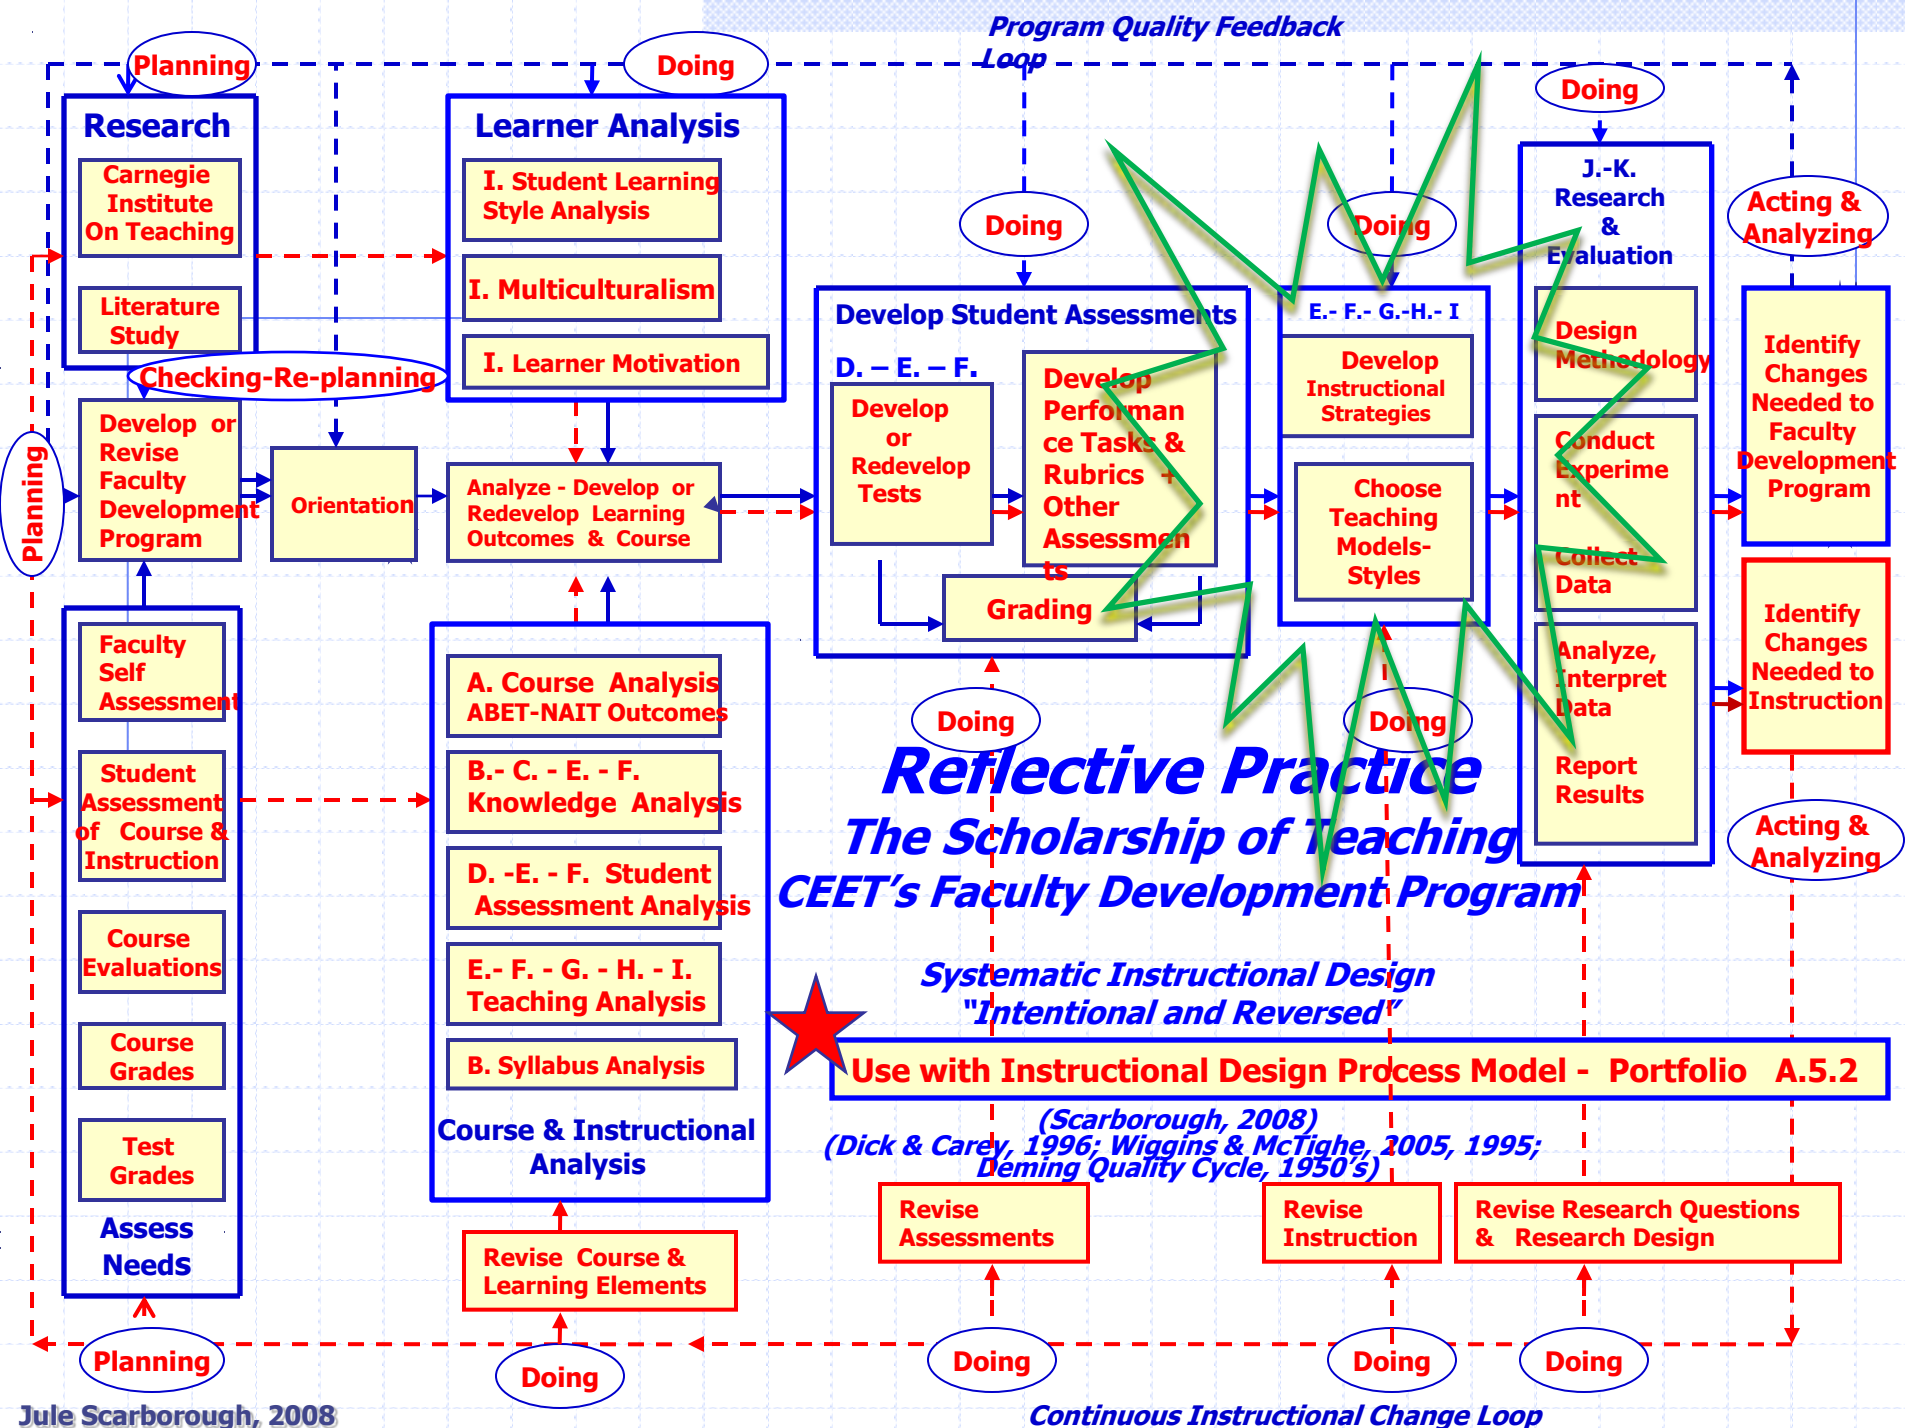 Program Quality Feedback
Loop
Planning
Doing
Doing
Research
Carnegie
Institute
On Teaching
Literature
Study
Learner Analysis
I. Student Learning
Style Analysis
I. Multiculturalism
I. Learner Motivation
Doing
Doing
J.-K.
Research
&
Evaluation
Acting &
Analyzing
Checking-Re-planning
Planning
Develop or
Revise
Faculty
Development
Program
Orientation
Analyze - Develop or
Redevelop Learning
Outcomes & Course
Develop Student Assessments
D. – E. – F.
Develop
or
Redevelop
Tests
Develop
Performan
ce Tasks &
Rubrics +
Other
Assessmen
ts
Grading
E.- F.- G.-H.- I
Develop
Instructional
Strategies
Choose
Teaching
Models-
Styles
Design
Methodology
Conduct
Experime
nt
Collect
Data
Analyze,
Interpret
Data
Report
Results
Identify
Changes
Needed to
Faculty
Development
Program
Identify
Changes
Needed to
Instruction
Acting &
Analyzing
Faculty
Self
Assessment
Student
Assessment
of Course &
Instruction
Course
Evaluations
Course
Grades
Test
Grades
Assess
Needs
A. Course Analysis
ABET-NAIT Outcomes
B.- C. - E. - F.
Knowledge Analysis
D. -E. - F. Student
Assessment Analysis
E.- F. - G. - H. - I.
Teaching Analysis
B. Syllabus Analysis
Course & Instructional
Analysis
Doing
Doing
Reflective Practice
The Scholarship of Teaching
CEET’s Faculty Development Program
Systematic Instructional Design
“Intentional and Reversed”
Use with Instructional Design Process Model - Portfolio A.5.2
(Scarborough, 2008)
(Dick & Carey, 1996; Wiggins & McTighe, 2005, 1995;
Deming Quality Cycle, 1950’s)
Revise Course &
Learning Elements
Revise
Assessments
Revise
Instruction
Revise Research Questions
& Research Design
Planning
Doing
Doing
Doing
Doing
Jule Scarborough, 2008
Continuous Instructional Change Loop